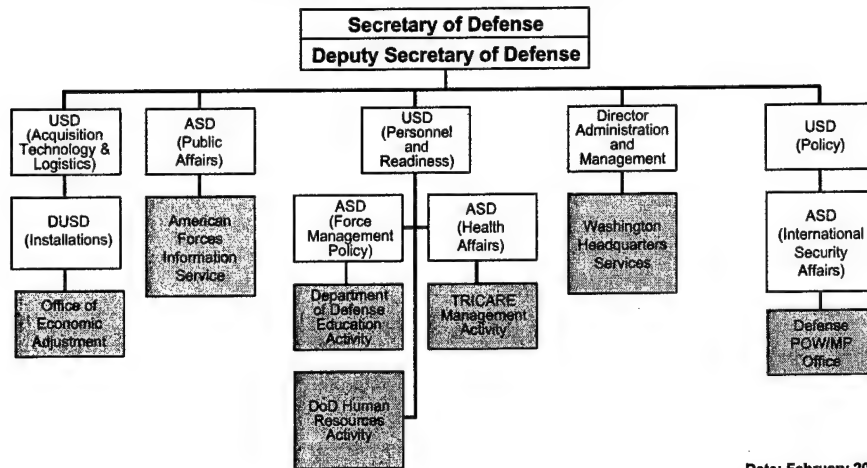 Secretary of Defense
Deputy Secretary of Defense
USD
(Acquisition
Technology &
Logistics)
ASD
(Public
Affairs)
USD
(Personnel
and
Readiness)
Director
Administration
and
Management
USD
(Policy)
DUSD
(Installations)
American
Forces
Information
Service
ASD
(Force
Management
Policy)
ASD
(Health
Affairs)
Washington
Headquarters
Services
ASD
(International
Security
Affairs)
Office of
Economic
Adjustment
Department
of Defense
Education
Activity
TRICARE
Management
Activity
Defense
POW/MP
Office
DoD Human
Resources
Activity